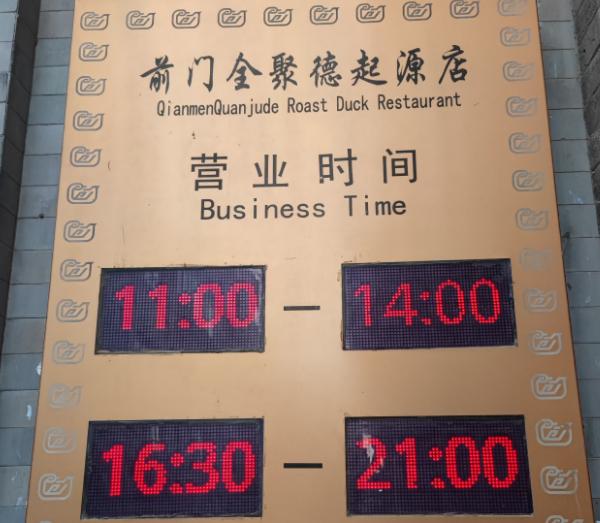 前门全聚德起源店
QianmenQuanjude Roast Duck Restaurant
营业时间
Business Time
11:00 — 14:00
16:30 — 21:00